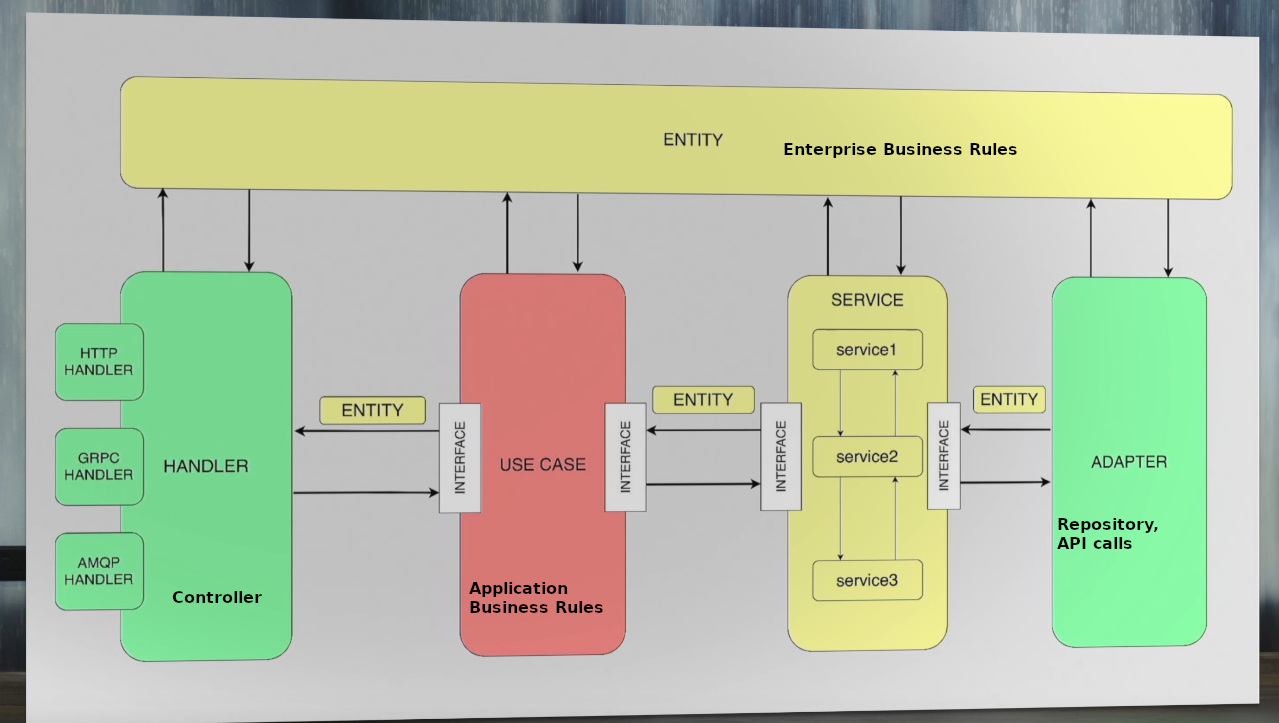 ENTITY
Enterprise Business Rules
SERVICE
service1
HTTP
HANDLER
ENTITY
ENTITY
ENTITY
GRPC
HANDLER
HANDLER
INTERFACE
USE CASE
INTERFACE
INTERFACE
service2
INTERFACE
ADAPTER
Repository,
API calls
AMQP
HANDLER
Controller
Application
Business Rules
service3